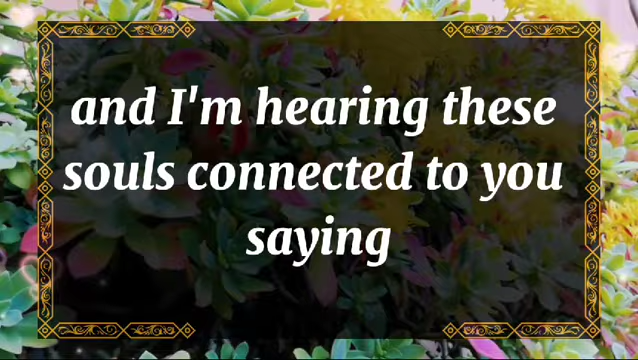 and I'm hearing these
souls connected to you
saying